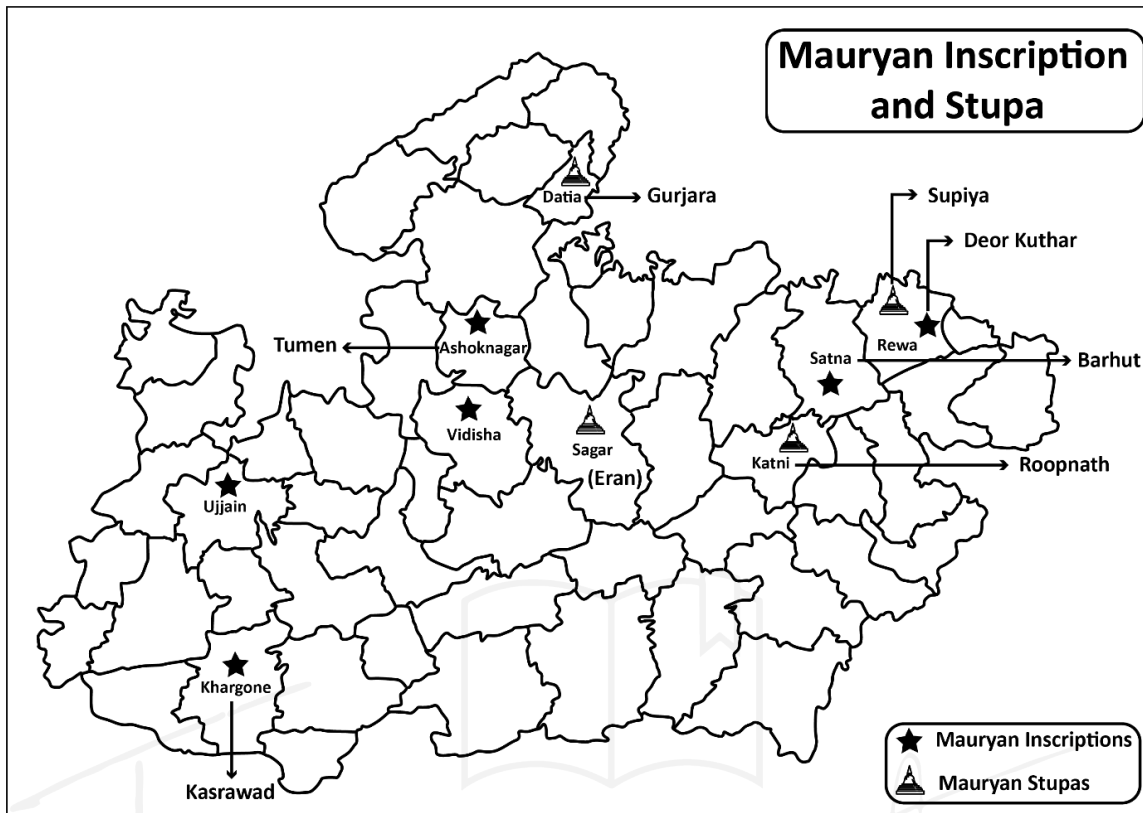 Mauryan Inscription
and Stupa
Datia
Gurjara
Supiya
Deor Kuthar
Rewa
Tumen
Ashoknagar
Satna
Barhut
Vidisha
Sagar
(Eran)
Katni
Roopnath
Ujjain
Khargone
Kasrawad
Mauryan Inscriptions
Mauryan Stupas